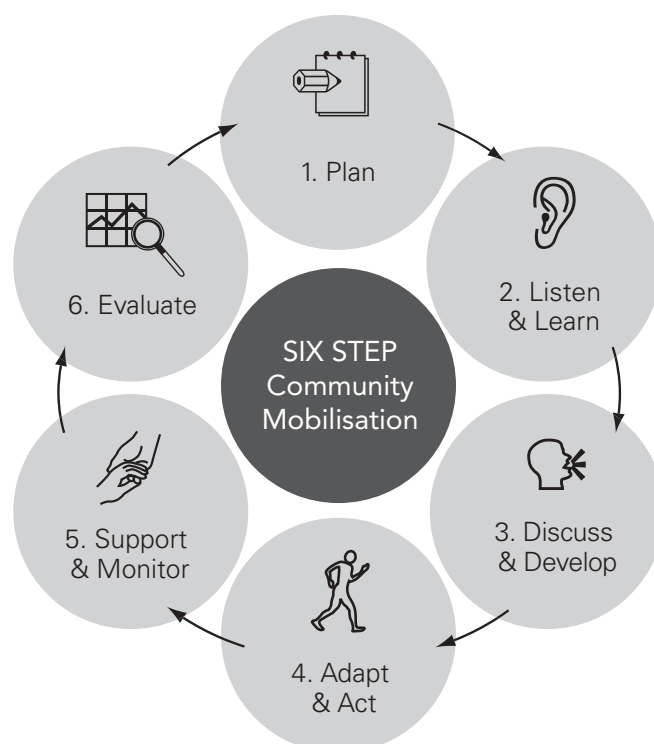 1. Plan
2. Listen
& Learn
3. Discuss
& Develop
4. Adapt
& Act
5. Support
& Monitor
6. Evaluate
SIX STEP
Community
Mobilisation